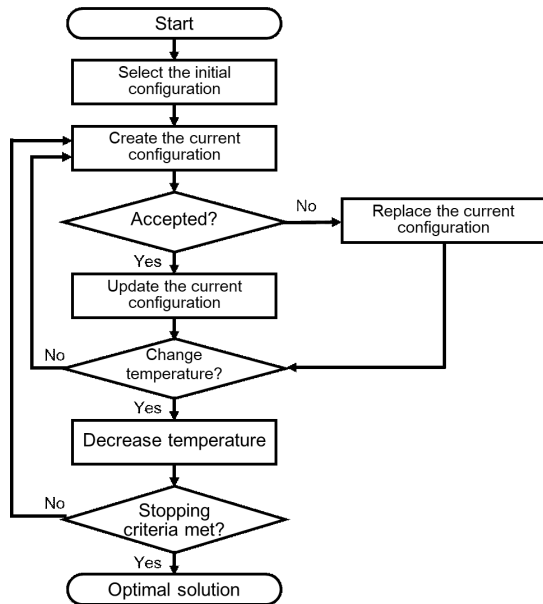 Start
Select the initial
configuration
Create the current
configuration
Accepted?
No
Replace the current
configuration
Yes
Update the current
configuration
No
Change
temperature?
Yes
Decrease temperature
No
Stopping
criteria met?
Yes
Optimal solution